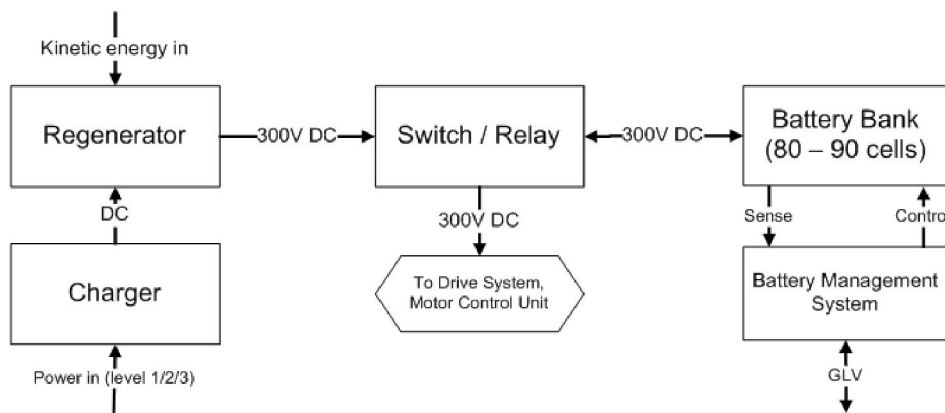 Kinetic energy in
Regenerator
300V DC
Switch / Relay
300V DC
Battery Bank
(80 – 90 cells)
DC
300V DC
Sense
Control
Charger
To Drive System,
Motor Control Unit
Battery Management
System
Power in (level 1/2/3)
GLV